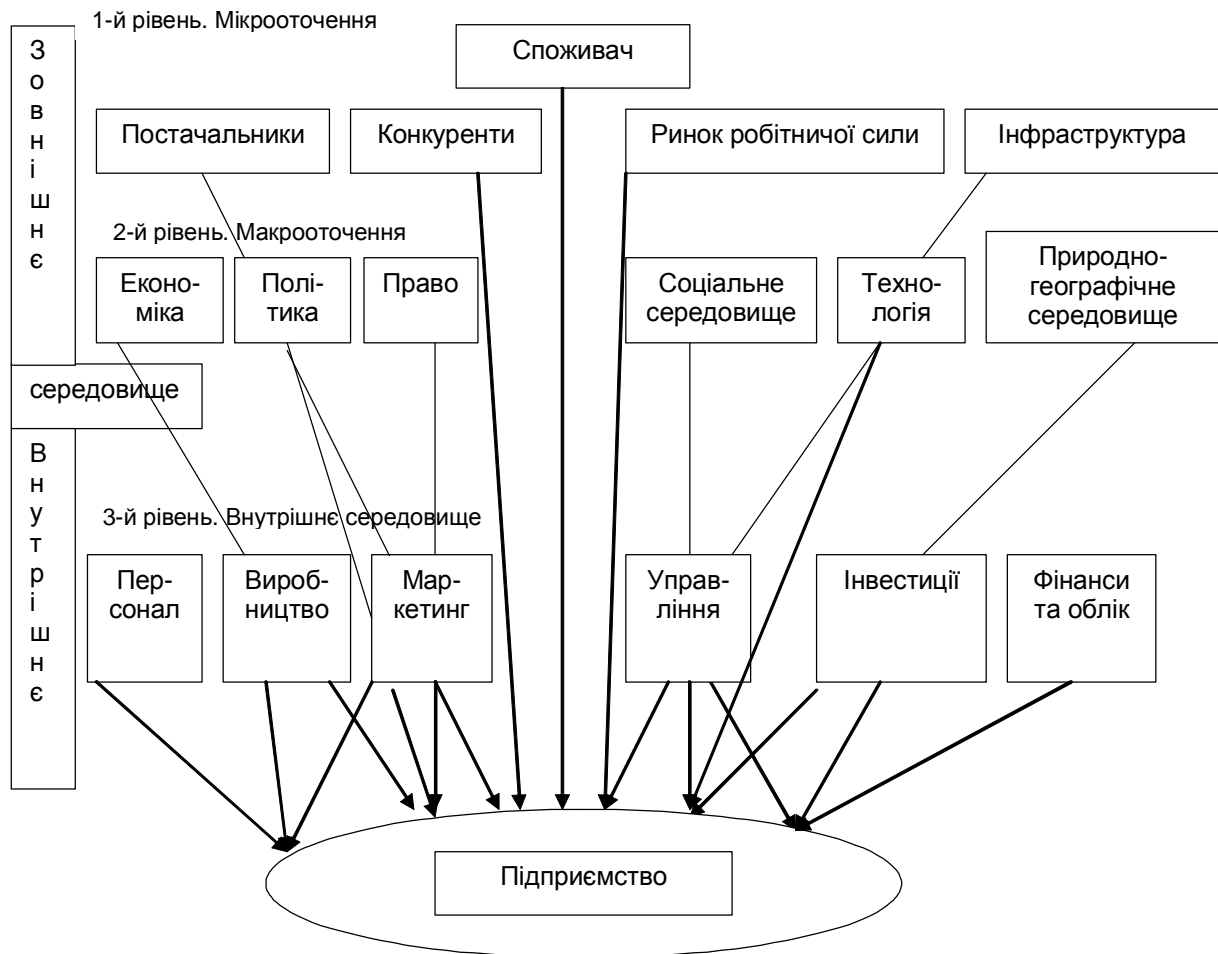 1-й рівень. Мікрооточення
Зовнішнє
Споживач
Постачальники
Конкуренти
Ринок робітничої сили
Інфраструктура
2-й рівень. Макрооточення
Еконо-
міка
Полі-
тика
Право
Соціальне
середовище
Техно-
логія
Природно-
географічне
середовище
середовище
Внутрішнє
3-й рівень. Внутрішнє середовище
Пер-
сонал
Вироб-
ництво
Мар-
кетинг
Управ-
ління
Інвестиції
Фінанси
та облік
Підприємство